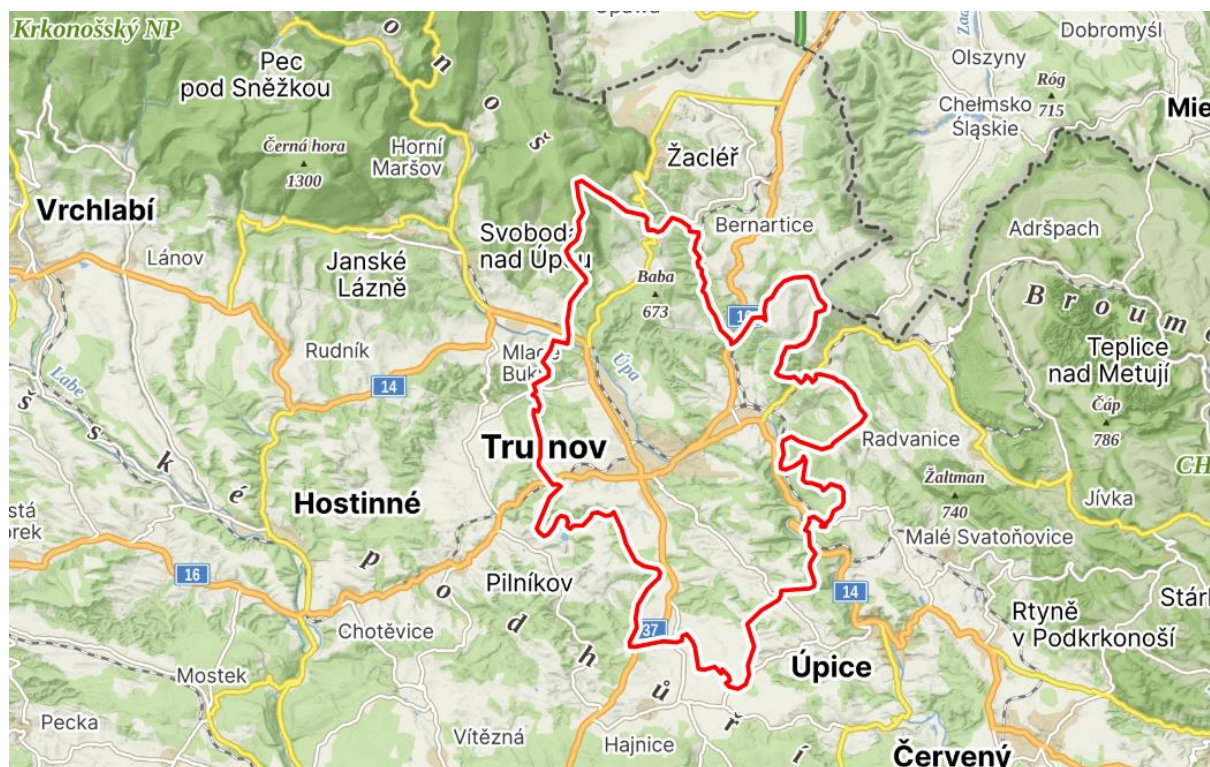 Krkonošský NP
Pec
pod Sněžkou
Černá hora
1300
Horní
Maršov
Vrchlabí
Lánov
Janské
Lázně
Svoboda
nad Úpou
Žacléř
Bernartice
Olszyny
Dobromyśl
Róg
715
Chełmsko
Śląskie
Adršpach
Baba
673
Rudník
14
Labe
Mladé
Buky
Úpa
Teplice
nad Metují
Čáp
786
Radvanice
Trutnov
Hostinné
Žaltman
740
Jívka
Malé Svatoňovice
16
Pilníkov
Chotěvice
14
Rtyně
v Podkrkonoší
37
Úpice
Mostek
Pecka
Vítězná
Hajnice
Červený